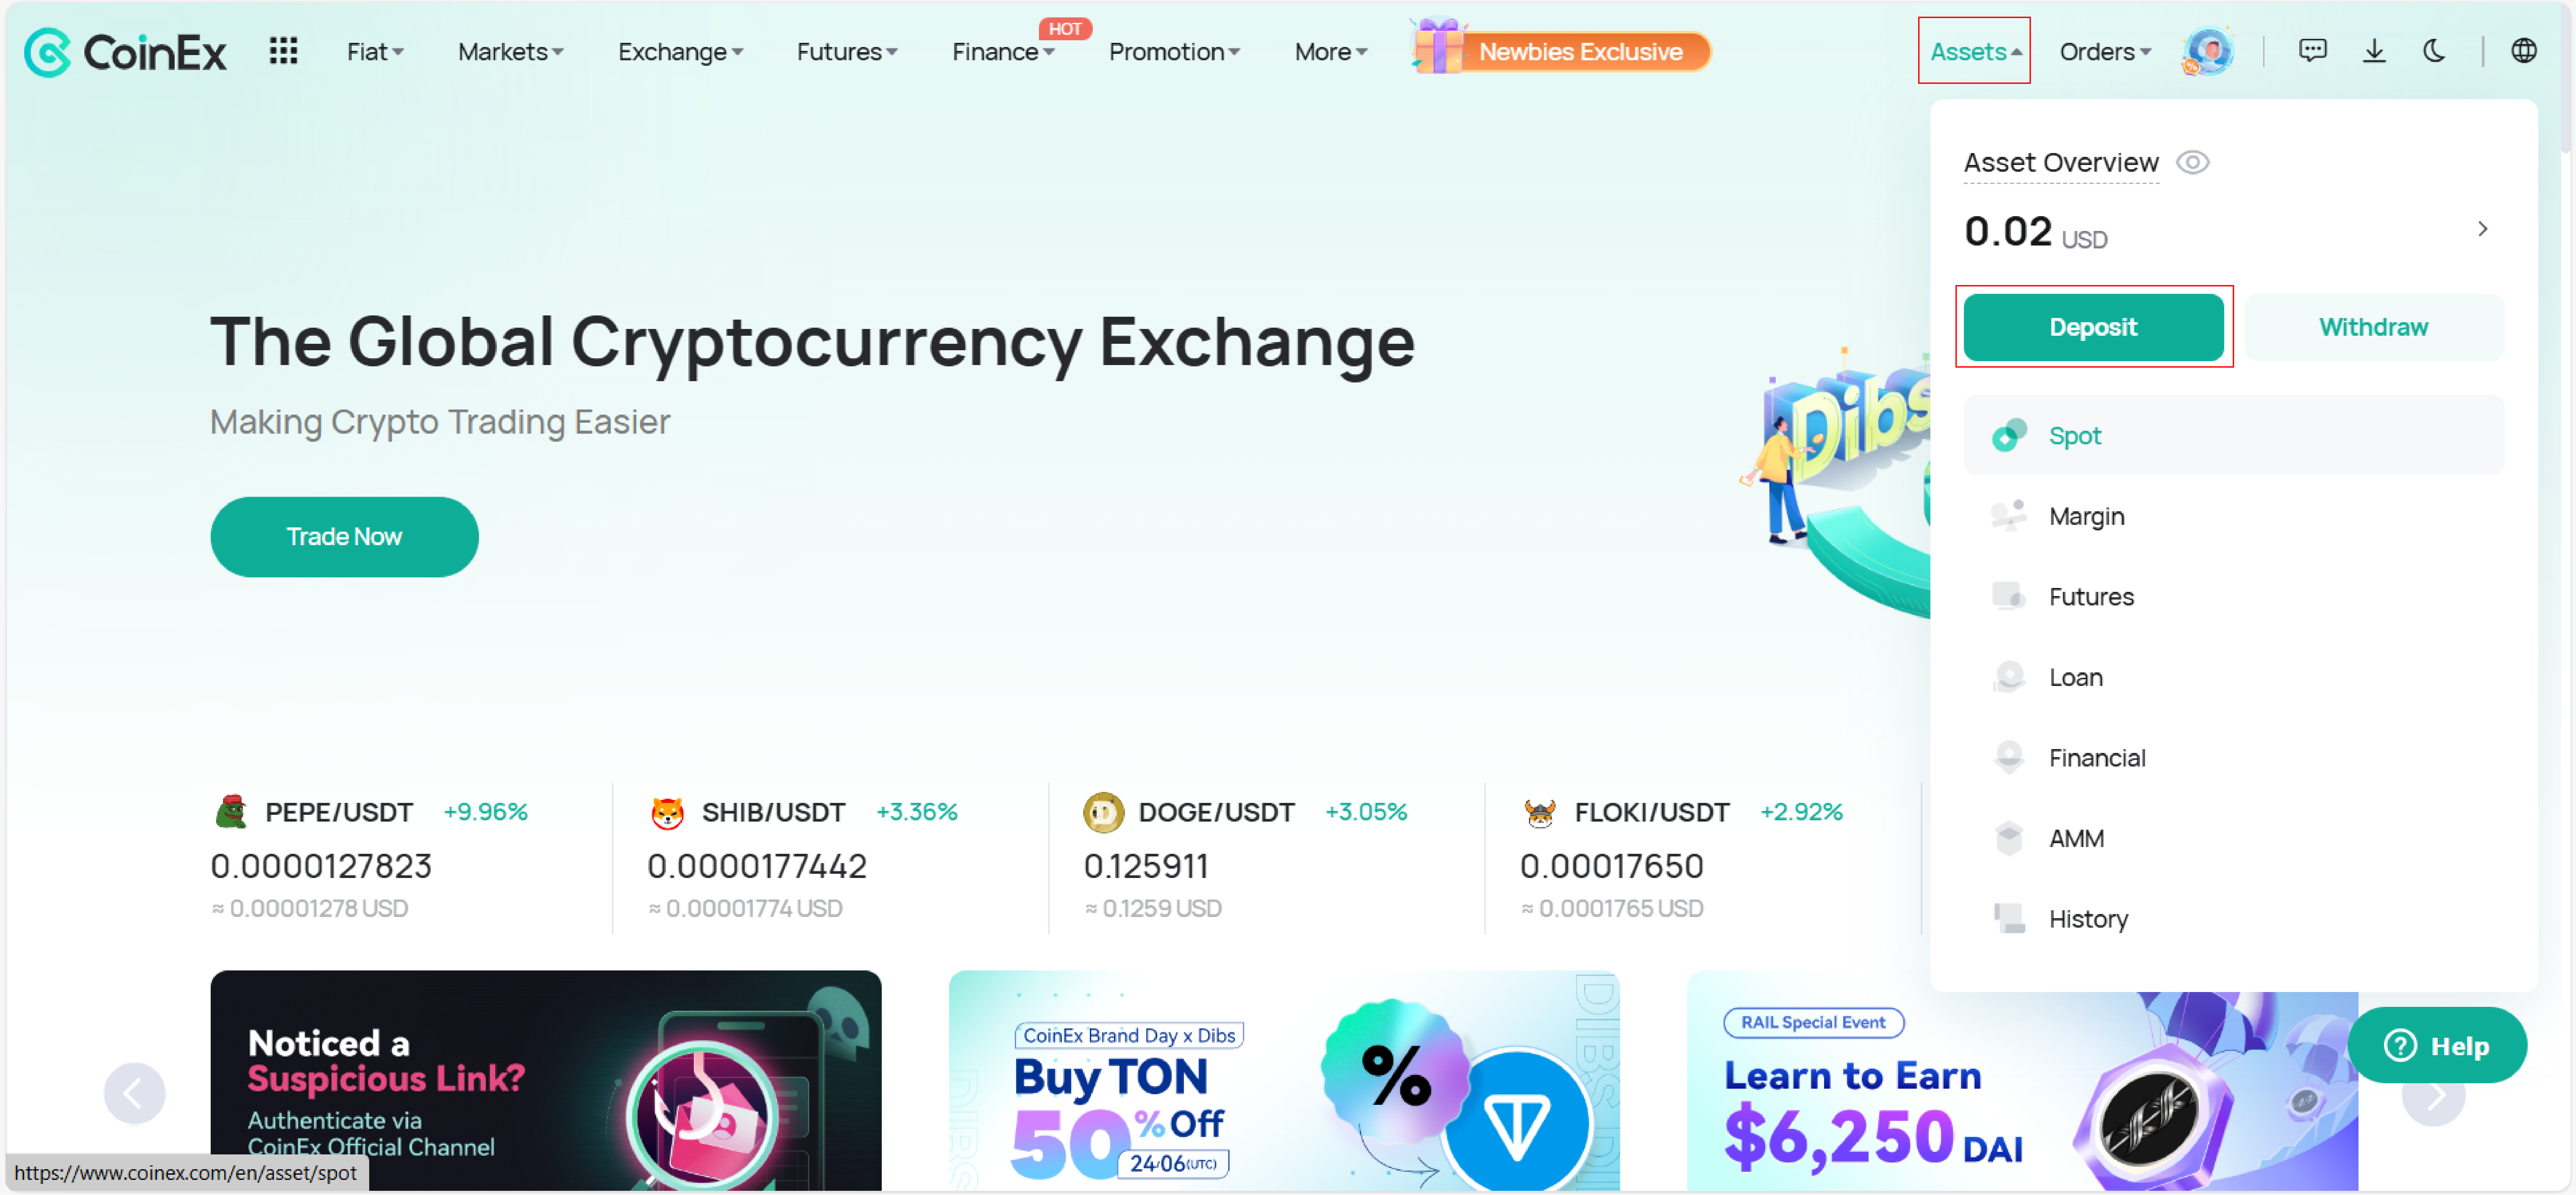 CoinEx
Fiat
Markets
Exchange
Futures
Finance
HOT
Promotion
More
Newbies Exclusive
Assets
Orders
Asset Overview
0.02 USD
Deposit
Withdraw
Spot
Margin
Futures
Loan
Financial
AMM
History
The Global Cryptocurrency Exchange
Making Crypto Trading Easier
Trade Now
Dibs
PEPE/USDT +9.96%
0.0000127823
≈ 0.00001278 USD
SHIB/USDT +3.36%
0.0000177442
≈ 0.00001774 USD
DOGE/USDT +3.05%
0.125911
≈ 0.1259 USD
FLOKI/USDT +2.92%
0.00017650
≈ 0.0001765 USD
Noticed a
Suspicious Link?
Authenticate via
CoinEx Official Channel
CoinEx Brand Day x Dibs
Buy TON
50% Off
24/06(UTC)
%
DIBS
DIBS
RAIL Special Event
Learn to Earn
$6,250 DAI
Help
https://www.coinex.com/en/asset/spot